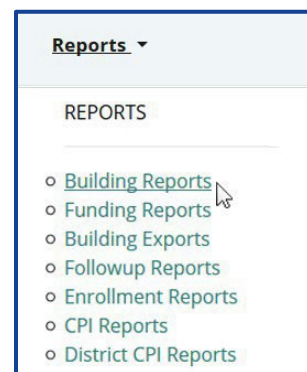 Reports
REPORTS
Building Reports
Funding Reports
Building Exports
Followup Reports
Enrollment Reports
CPI Reports
District CPI Reports